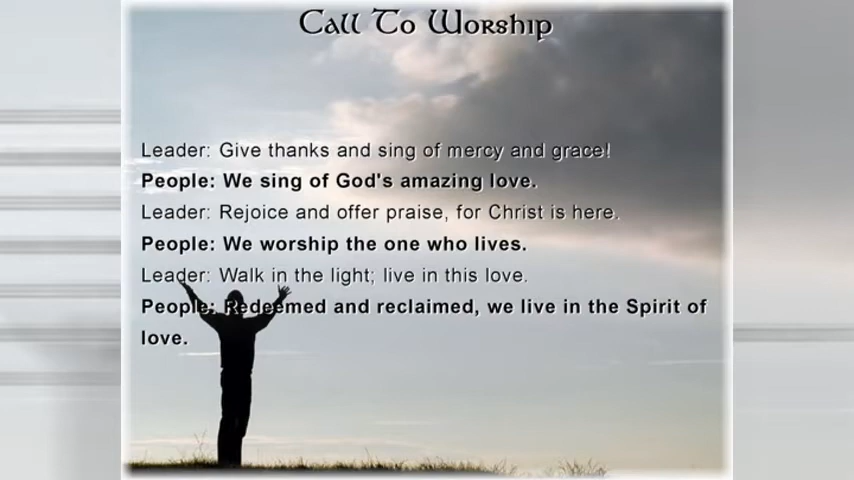 Call To Worship
Leader: Give thanks and sing of mercy and grace!
People: We sing of God's amazing love.
Leader: Rejoice and offer praise, for Christ is here.
People: We worship the one who lives.
Leader: Walk in the light; live in this love.
People: Redeemed and reclaimed, we live in the Spirit of
love.